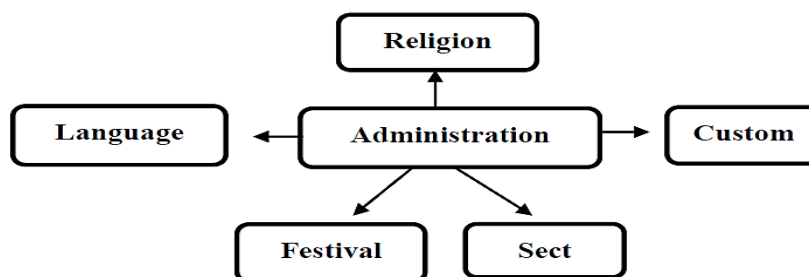 Religion
Language
Administration
Custom
Festival
Sect